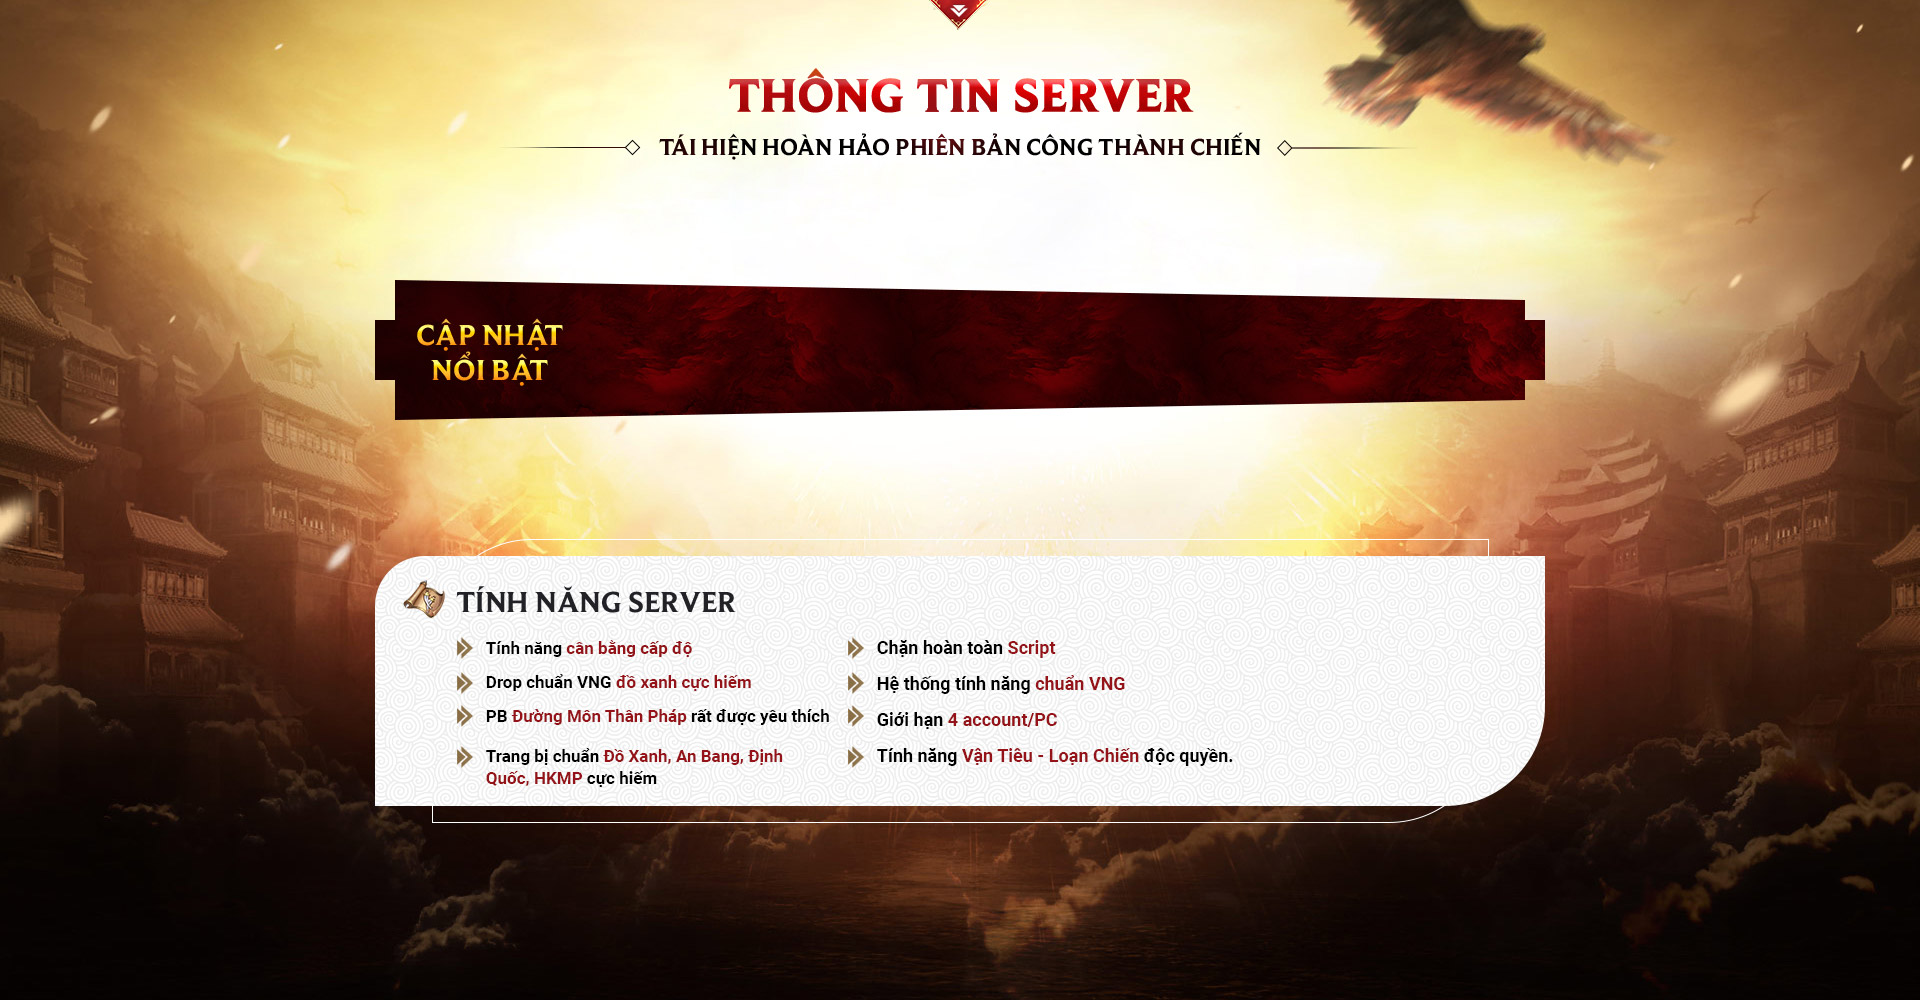 THÔNG TIN SERVER
TÁI HIỆN HOÀN HẢO PHIÊN BẢN CÔNG THÀNH CHIẾN
CẬP NHẬT
NỔI BẬT
TÍNH NĂNG SERVER
Tính năng cân bằng cấp độ
Drop chuẩn VNG đồ xanh cực hiếm
PB Đường Môn Thân Pháp rất được yêu thích
Trang bị chuẩn Đồ Xanh, An Bang, Định
Quốc, HKMP cực hiếm
Chặn hoàn toàn Script
Hệ thống tính năng chuẩn VNG
Giới hạn 4 account/PC
Tính năng Vận Tiêu - Loạn Chiến độc quyền.